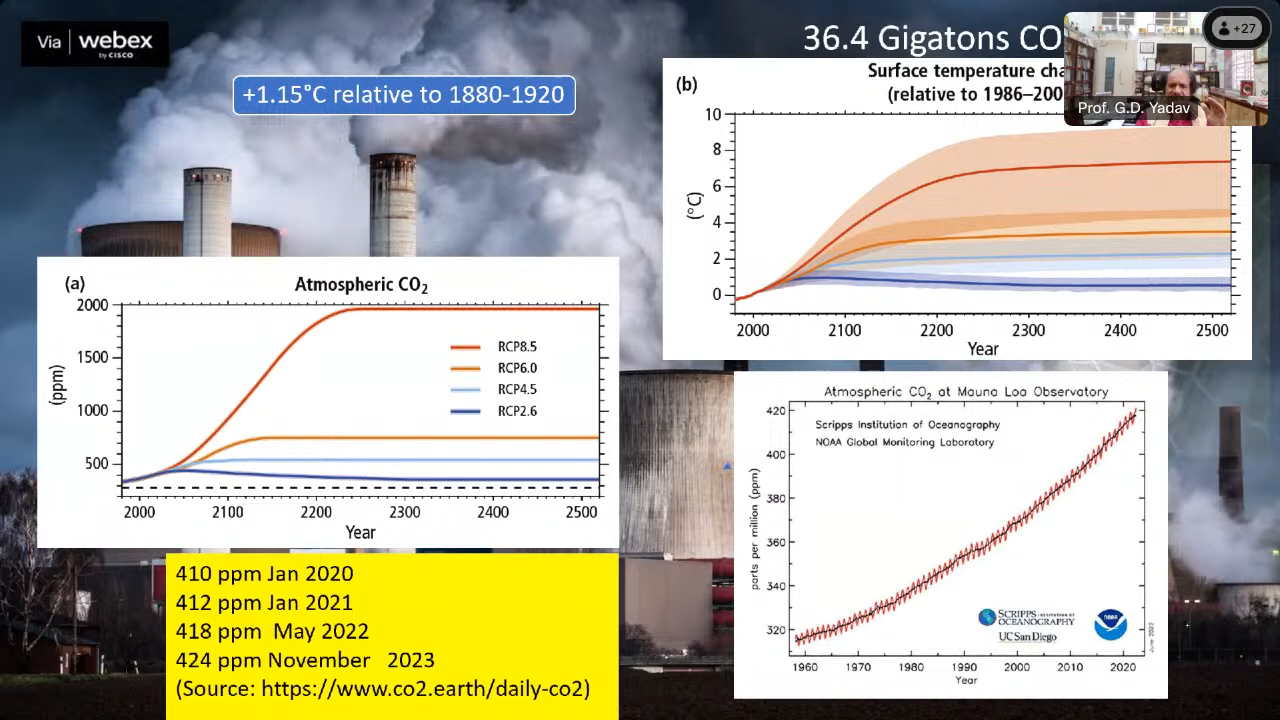 Via webex
by CISCO
36.4 Gigatons CO
+27
Prof. G.D. Yadav
+1.15°C relative to 1880-1920
(b)
Surface temperature cha
(relative to 1986–200
10
8
6
4
2
0
(°C)
2000 2100 2200 2300 2400 2500
Year
(a)
Atmospheric CO2
2000
1500
1000
500
(ppm)
RCP8.5
RCP6.0
RCP4.5
RCP2.6
2000 2100 2200 2300 2400 2500
Year
Atmospheric CO2 at Mauna Loa Observatory
Scripps Institution of Oceanography
NOAA Global Monitoring Laboratory
420
400
380
360
340
320
parts per million (ppm)
SCRIPPS INSTITUTION OF
OCEANOGRAPHY
UC San Diego
NOAA
June 2022
1960 1970 1980 1990 2000 2010 2020
Year
410 ppm Jan 2020
412 ppm Jan 2021
418 ppm May 2022
424 ppm November 2023
(Source: https://www.co2.earth/daily-co2)